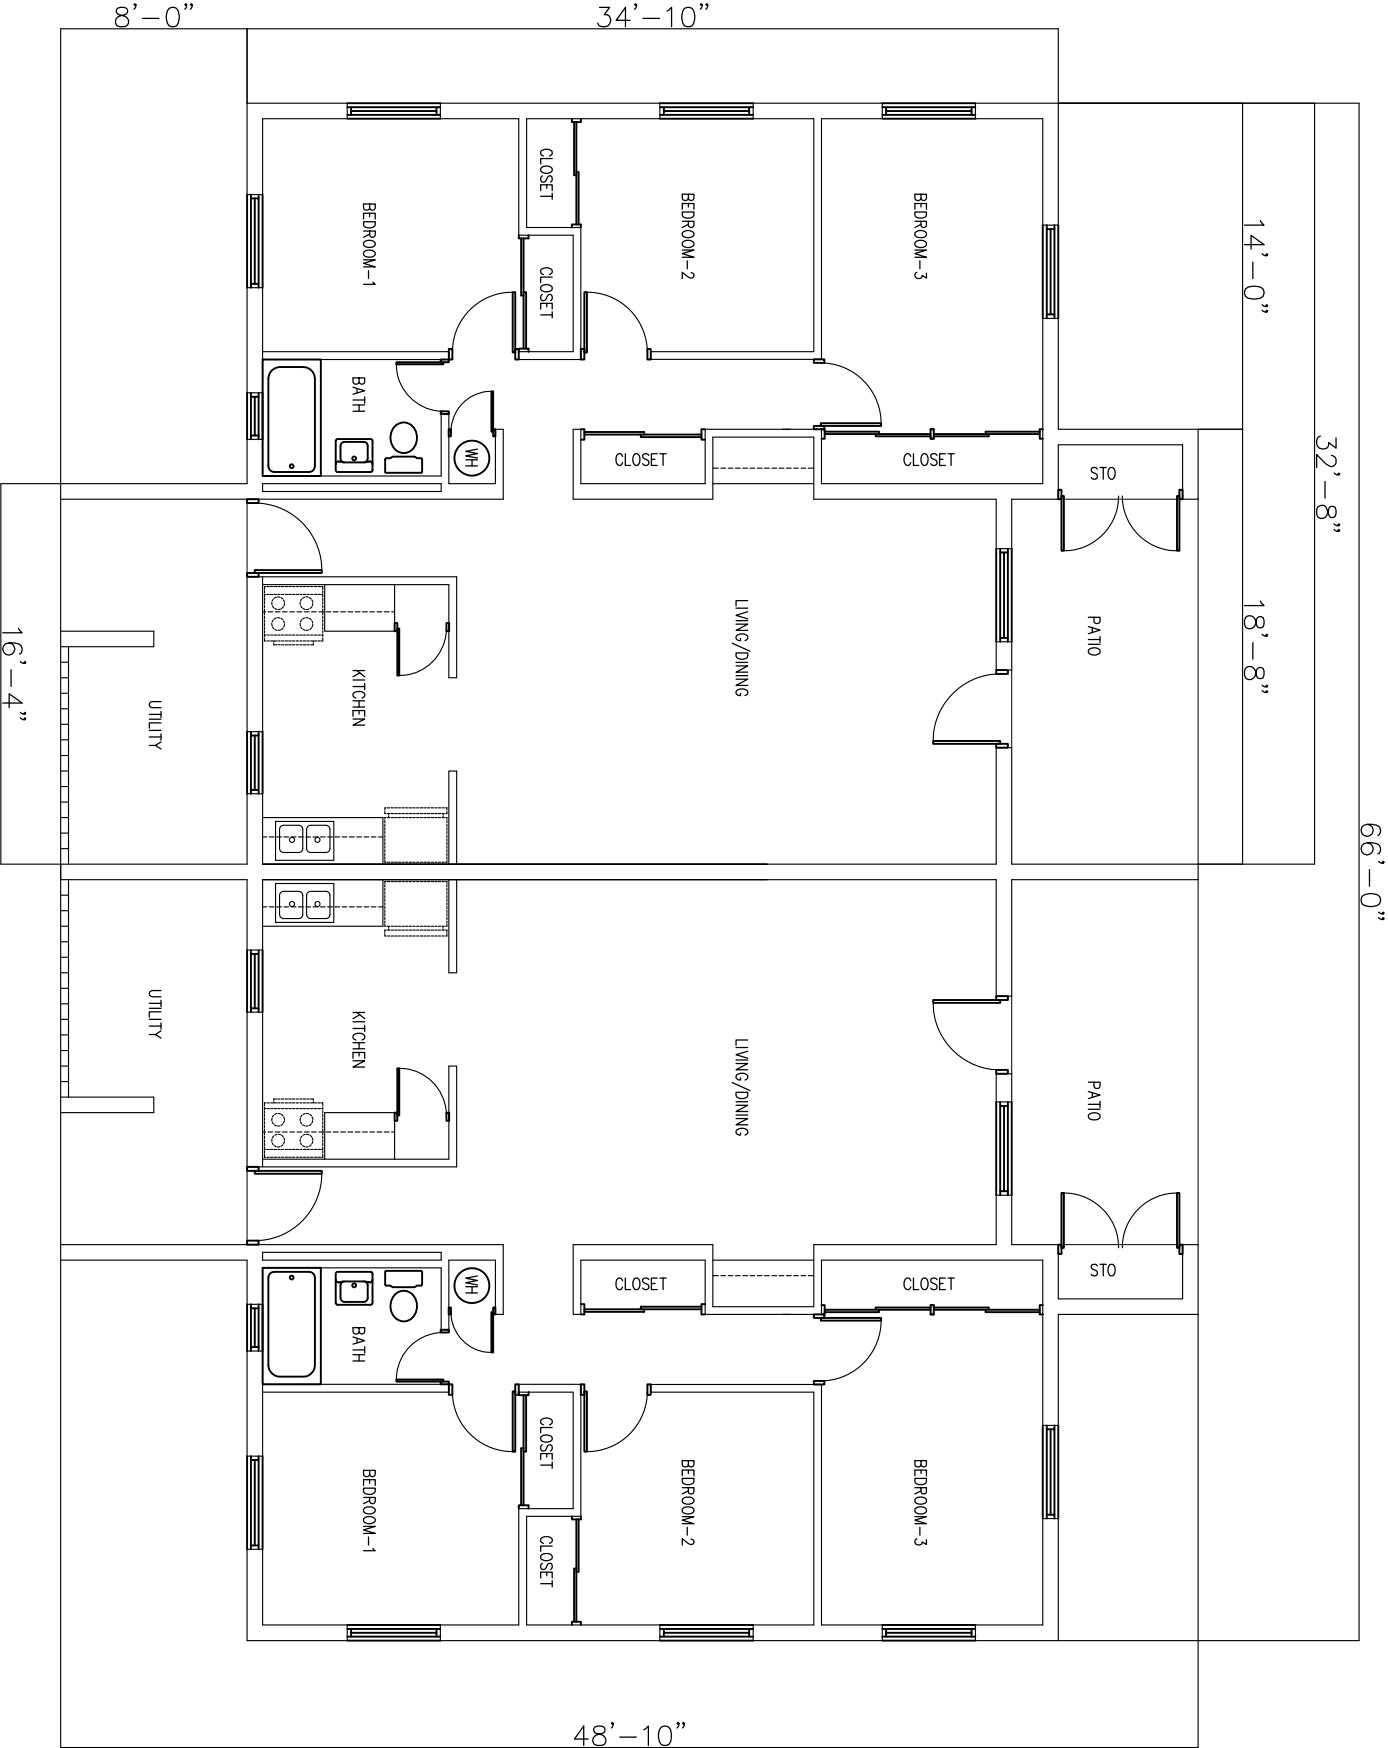 8'-0"
34'-10"
14'-0"
32'-8"
18'-8"
66'-0"
16'-4"
48'-10"
CLOSET
BEDROOM-1
BEDROOM-2
BEDROOM-3
CLOSET
BATH
WH
CLOSET
CLOSET
STO
LIVING/DINING
PATIO
KITCHEN
UTILITY
UTILITY
KITCHEN
LIVING/DINING
PATIO
WH
CLOSET
CLOSET
STO
BATH
CLOSET
BEDROOM-1
BEDROOM-2
BEDROOM-3
CLOSET